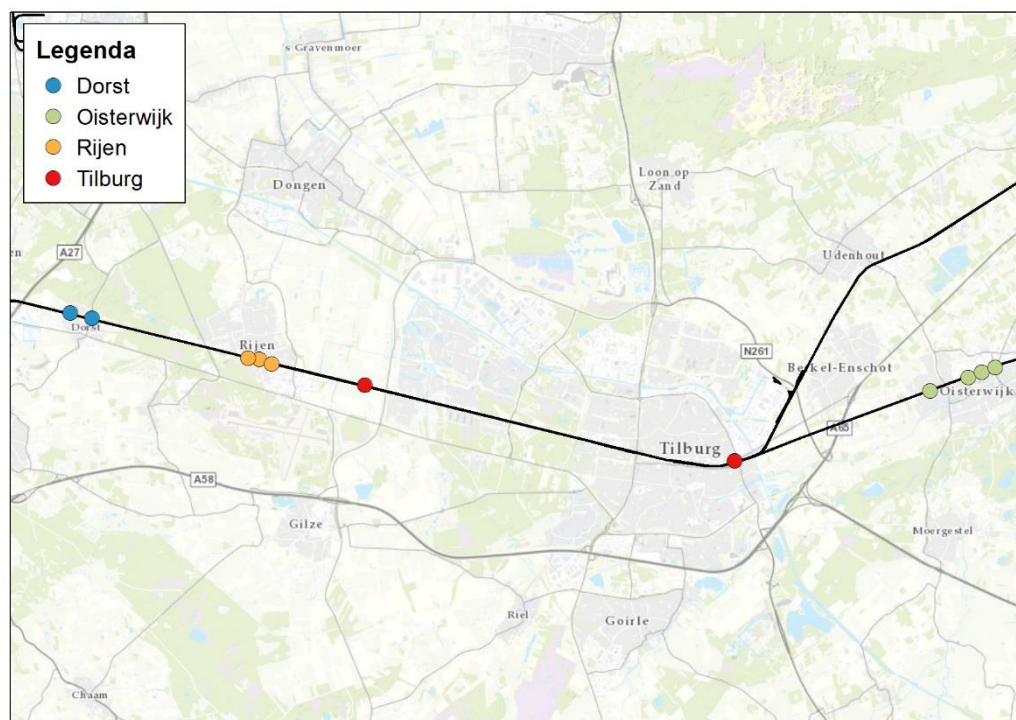 Legenda
Dorst
Oisterwijk
Rijen
Tilburg
's Gravenmoer
Dongen
Loon op
Zand
A27
en
Udenhout
Dorst
Rijen
N261
Berkel-Enschot
Oisterwijk
A65
Tilburg
A58
Gilze
Moergestel
Riel
Goirle
Chaam